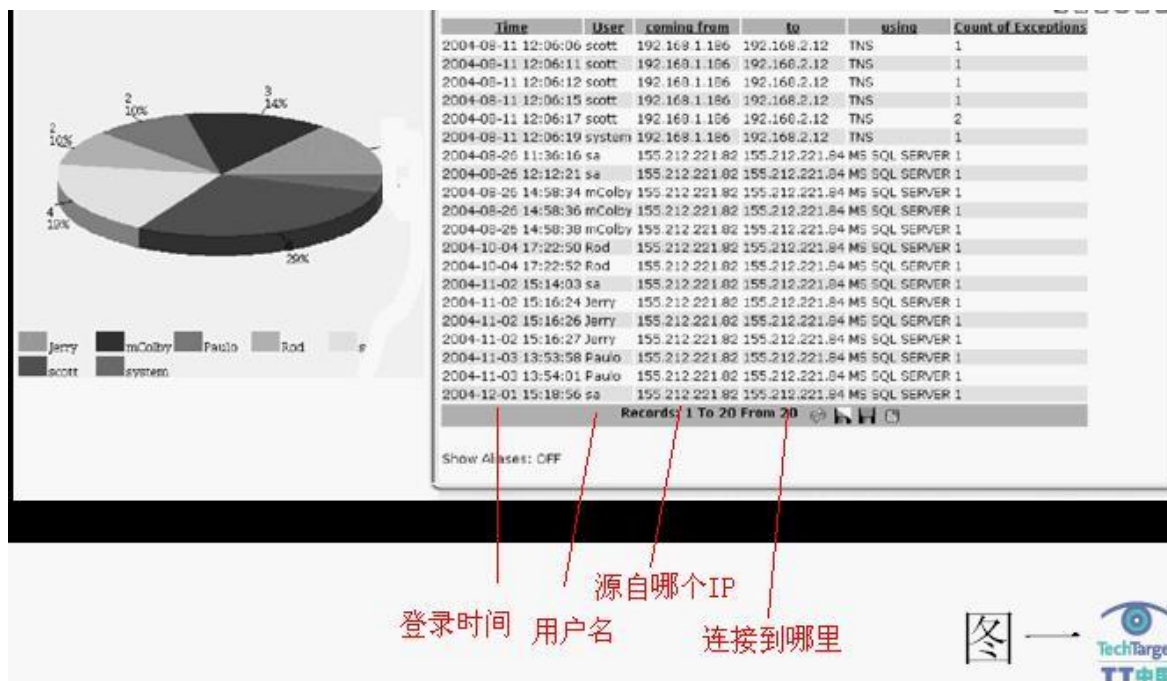 2
10%
3
14%
2
10%
4
19%
29%
Jerry mColby Paulo Rod s
scott system
Time User coming from to using Count of Exceptions
2004-08-11 12:06:06 scott 192.168.1.186 192.168.2.12 TNS 1
2004-08-11 12:06:11 scott 192.168.1.186 192.168.2.12 TNS 1
2004-08-11 12:06:12 scott 192.168.1.186 192.168.2.12 TNS 1
2004-08-11 12:06:15 scott 192.168.1.186 192.168.2.12 TNS 1
2004-08-11 12:06:17 scott 192.168.1.186 192.168.2.12 TNS 2
2004-08-11 12:06:19 system 192.168.1.186 192.168.2.12 TNS 1
2004-08-26 11:36:16 sa 155.212.221.82 155.212.221.84 MS SQL SERVER 1
2004-08-26 12:12:21 sa 155.212.221.82 155.212.221.84 MS SQL SERVER 1
2004-08-26 14:58:34 mColby 155.212.221.82 155.212.221.84 MS SQL SERVER 1
2004-08-26 14:58:36 mColby 155.212.221.82 155.212.221.84 MS SQL SERVER 1
2004-08-26 14:58:38 mColby 155.212.221.82 155.212.221.84 MS SQL SERVER 1
2004-10-04 17:22:50 Rod 155.212.221.82 155.212.221.84 MS SQL SERVER 1
2004-10-04 17:22:52 Rod 155.212.221.82 155.212.221.84 MS SQL SERVER 1
2004-11-02 15:14:03 sa 155.212.221.82 155.212.221.84 MS SQL SERVER 1
2004-11-02 15:16:24 Jerry 155.212.221.82 155.212.221.84 MS SQL SERVER 1
2004-11-02 15:16:26 Jerry 155.212.221.82 155.212.221.84 MS SQL SERVER 1
2004-11-02 15:16:27 Jerry 155.212.221.82 155.212.221.84 MS SQL SERVER 1
2004-11-03 13:53:58 Paulo 155.212.221.82 155.212.221.84 MS SQL SERVER 1
2004-11-03 13:54:01 Paulo 155.212.221.82 155.212.221.84 MS SQL SERVER 1
2004-12-01 15:18:56 sa 155.212.221.82 155.212.221.84 MS SQL SERVER 1
Records: 1 To 20 From 20
Show Aliases: OFF
源自哪个IP
登录时间 用户名 连接到哪里
图一
TechTarge
TT中国